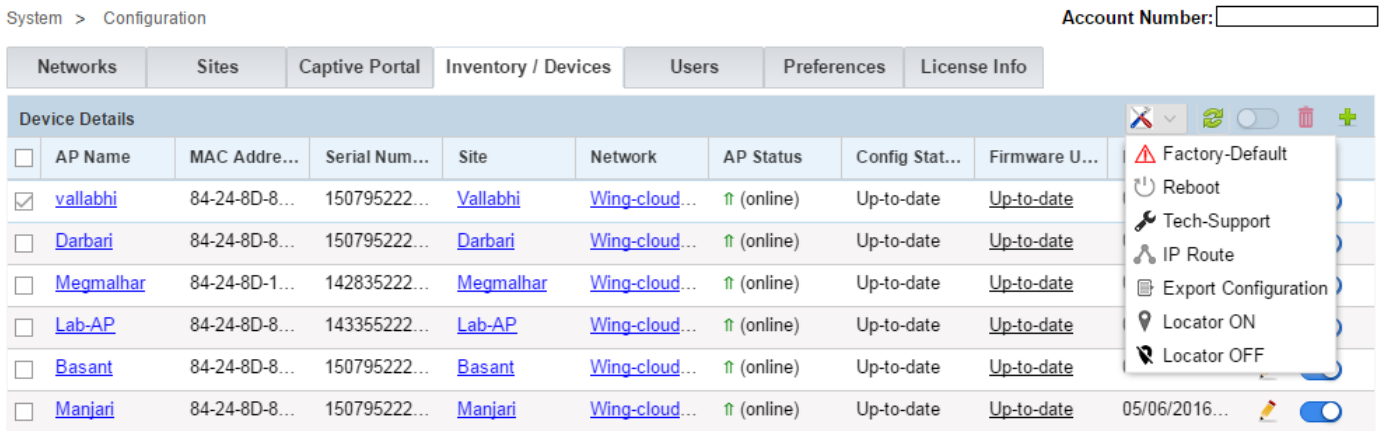 System > Configuration
Account Number:
Networks Sites Captive Portal Inventory / Devices Users Preferences License Info
Device Details
AP Name MAC Addre... Serial Num... Site Network AP Status Config Stat... Firmware U...
Factory-Default
vallabhi 84-24-8D-8... 150795222... Vallabhi Wing-cloud... ⇑ (online) Up-to-date Up-to-date
Reboot
Tech-Support
Darbari 84-24-8D-8... 150795222... Darbari Wing-cloud... ⇑ (online) Up-to-date Up-to-date
IP Route
Megmalhar 84-24-8D-1... 142835222... Megmalhar Wing-cloud... ⇑ (online) Up-to-date Up-to-date
Export Configuration
Lab-AP 84-24-8D-8... 143355222... Lab-AP Wing-cloud... ⇑ (online) Up-to-date Up-to-date
Locator ON
Locator OFF
Basant 84-24-8D-8... 150795222... Basant Wing-cloud... ⇑ (online) Up-to-date Up-to-date
Manjari 84-24-8D-8... 150795222... Manjari Wing-cloud... ⇑ (online) Up-to-date Up-to-date 05/06/2016...